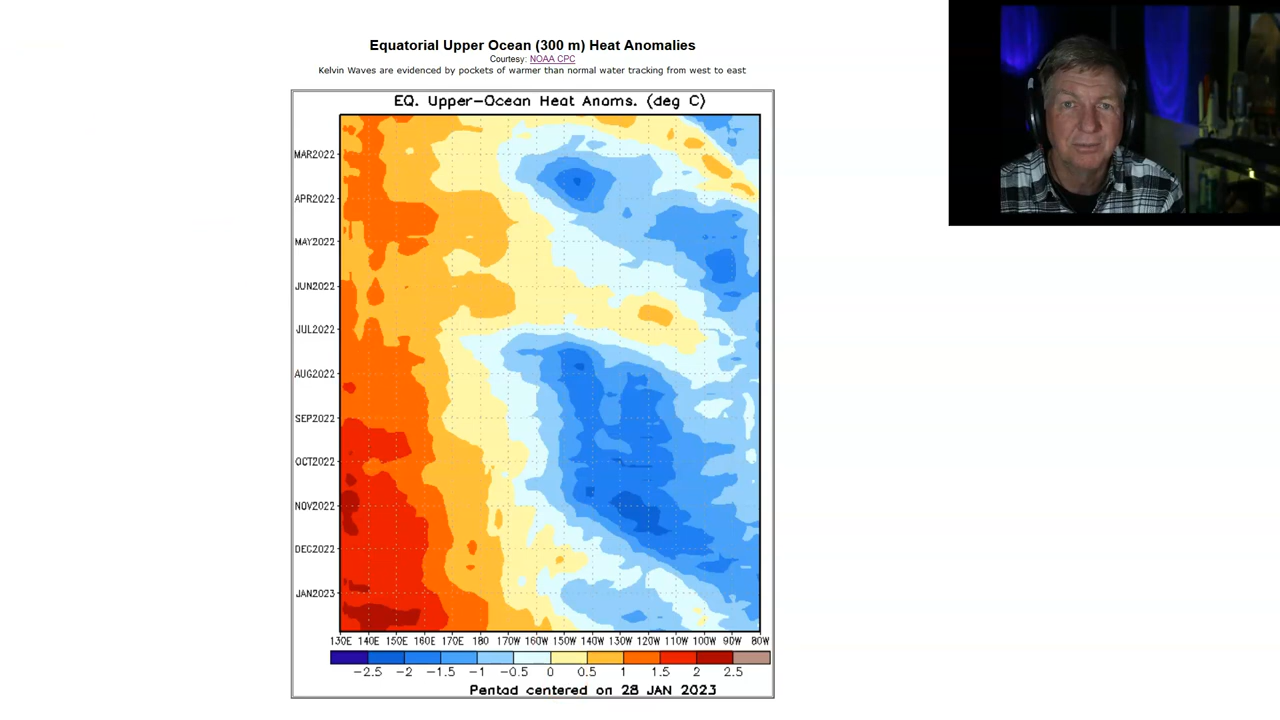 Equatorial Upper Ocean (300 m) Heat Anomalies
Courtesy: NOAA CPC
Kelvin Waves are evidenced by pockets of warmer than normal water tracking from west to east
EQ. Upper-Ocean Heat Anoms. (deg C)
MAR2022
APR2022
MAY2022
JUN2022
JUL2022
AUG2022
SEP2022
OCT2022
NOV2022
DEC2022
JAN2023
130E 140E 150E 160E 170E 180 170W 160W 150W 140W 130W 120W 110W 100W 90W 80W
-2.5 -2 -1.5 -1 -0.5 0 0.5 1 1.5 2 2.5
Pentad centered on 28 JAN 2023